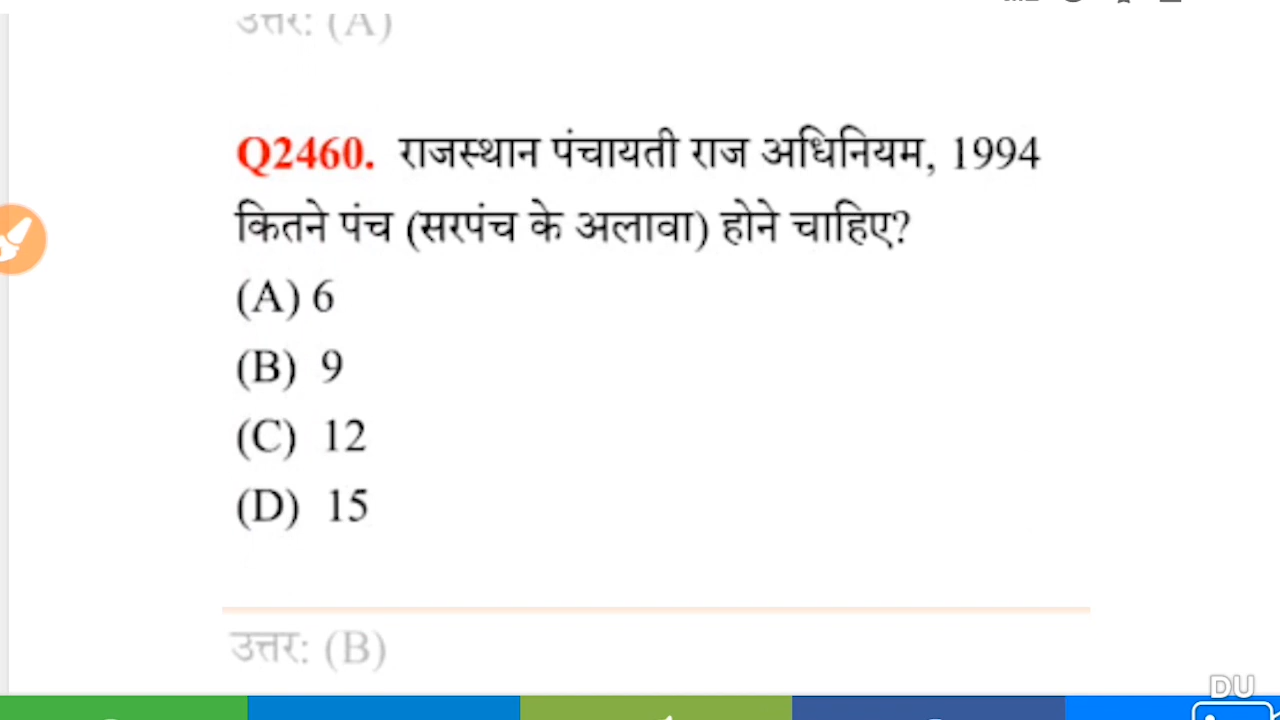 उत्तर: (A)
Q2460. राजस्थान पंचायती राज अधिनियम, 1994
कितने पंच (सरपंच के अलावा) होने चाहिए?
(A) 6
(B) 9
(C) 12
(D) 15
उत्तर: (B)
DU